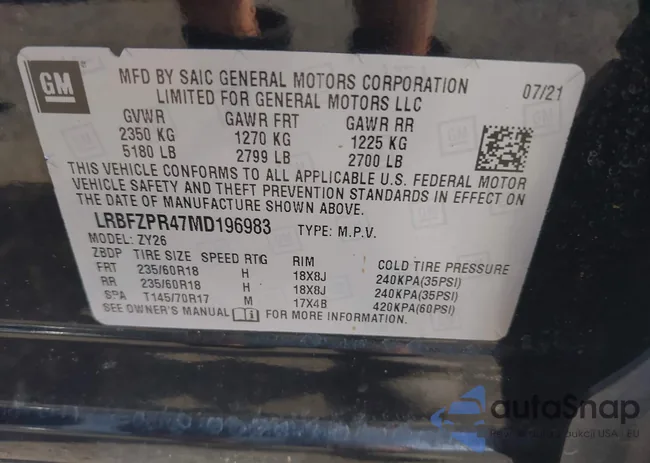 GM
MFD BY SAIC GENERAL MOTORS CORPORATION
LIMITED FOR GENERAL MOTORS LLC
07/21
GVWR GAWR FRT GAWR RR
2350 KG 1270 KG 1225 KG
5180 LB 2799 LB 2700 LB
THIS VEHICLE CONFORMS TO ALL APPLICABLE U.S. FEDERAL MOTOR
VEHICLE SAFETY AND THEFT PREVENTION STANDARDS IN EFFECT ON
THE DATE OF MANUFACTURE SHOWN ABOVE.
LRBFZPR47MD196983 TYPE: M.P.V.
MODEL: ZY26
ZBDP TIRE SIZE SPEED RTG RIM COLD TIRE PRESSURE
FRT 235/60R18 H 18X8J 240KPA(35PSI)
RR 235/60R18 H 18X8J 240KPA(35PSI)
SPA T145/70R17 M 17X4B 420KPA(60PSI)
SEE OWNER'S MANUAL FOR MORE INFORMATION.
autoSnap
USA EU